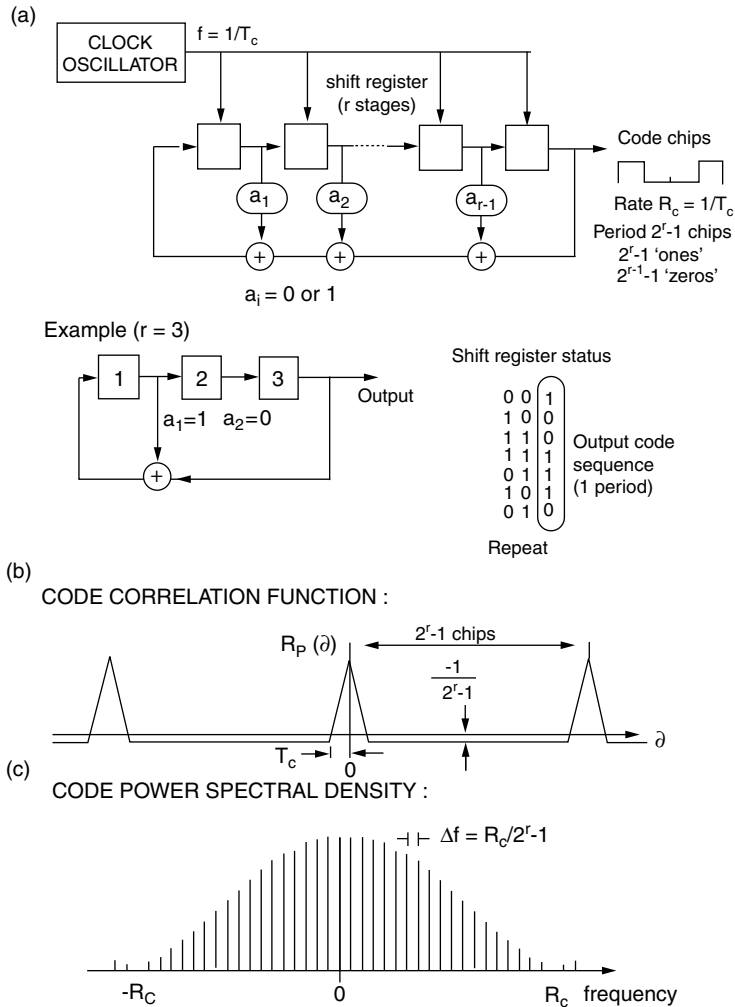 (a)
CLOCK
OSCILLATOR
f = 1/T_c
shift register
(r stages)
Code chips
a_1
a_2
a_{r-1}
Rate R_c = 1/T_c
Period 2^r-1 chips
2^r-1 'ones'
2^{r-1}-1 'zeros'
+
+
+
a_i = 0 or 1
Example (r = 3)
1
2
3
Output
a_1=1
a_2=0
+
Shift register status
0 0 1
1 0 0
1 1 0
1 1 1
0 1 1
1 0 1
0 1 0
Output code
sequence
(1 period)
Repeat
(b)
CODE CORRELATION FUNCTION :
R_P (∂)
2^r-1 chips
-1
2^r-1
∂
T_c
0
(c)
CODE POWER SPECTRAL DENSITY :
Δf = R_c/2^r-1
-R_C
0
R_c
frequency